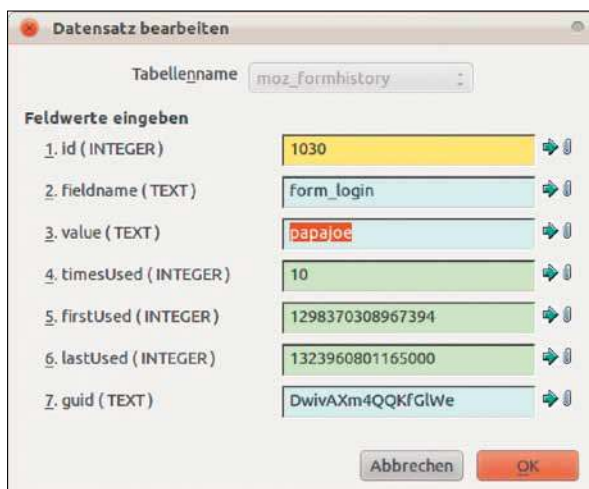 Datensatz bearbeiten
Tabellenname moz_formhistory
Feldwerte eingeben
1. id ( INTEGER ) 1030
2. fieldname ( TEXT ) form_login
3. value ( TEXT ) papajoe
4. timesUsed ( INTEGER ) 10
5. firstUsed ( INTEGER ) 1298370308967394
6. lastUsed ( INTEGER ) 1323960801165000
7. guid ( TEXT ) DwivAXm4QQKfGlWe
Abbrechen OK